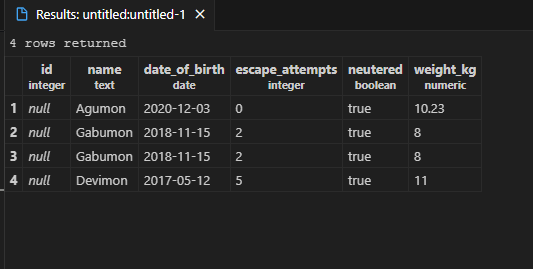 Results: untitled:untitled-1
4 rows returned
id name date_of_birth escape_attempts neutered weight_kg
integer text date integer boolean numeric
1 null Agumon 2020-12-03 0 true 10.23
2 null Gabumon 2018-11-15 2 true 8
3 null Gabumon 2018-11-15 2 true 8
4 null Devimon 2017-05-12 5 true 11